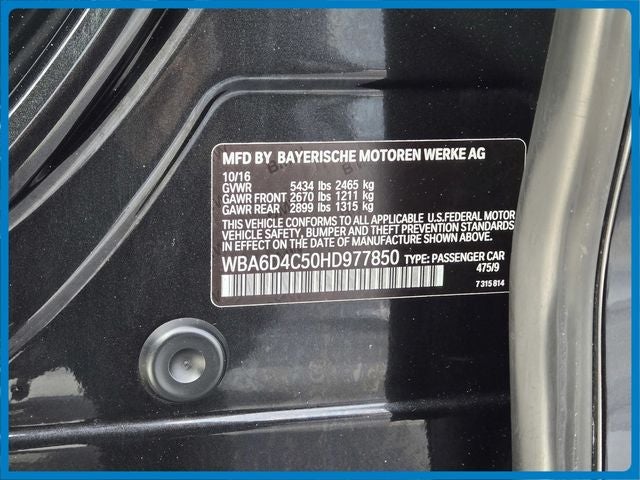 MFD BY BAYERISCHE MOTOREN WERKE AG
10/16
GVWR 5434 lbs 2465 kg
GAWR FRONT 2670 lbs 1211 kg
GAWR REAR 2899 lbs 1315 kg
THIS VEHICLE CONFORMS TO ALL APPLICABLE U.S.FEDERAL MOTOR
VEHICLE SAFETY, BUMPER, AND THEFT PREVENTION STANDARDS
IN EFFECT ON THE DATE OF MANUFACTURE SHOWN ABOVE.
WBA6D4C50HD977850 TYPE: PASSENGER CAR
475/9
7 315 814